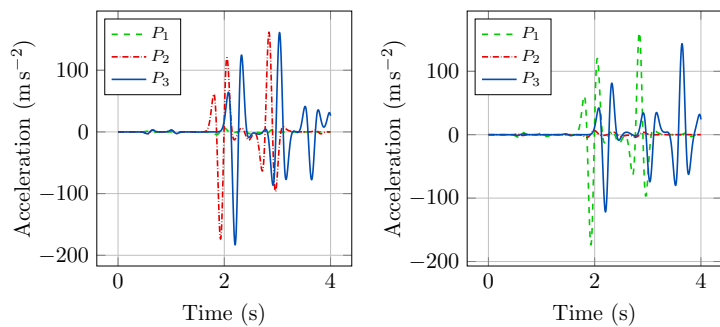 P₁
P₂
P₃
100
0
−100
−200
Acceleration (m s⁻²)
0
2
4
Time (s)
P₁
P₂
P₃
100
0
−100
−200
Acceleration (m s⁻²)
0
2
4
Time (s)